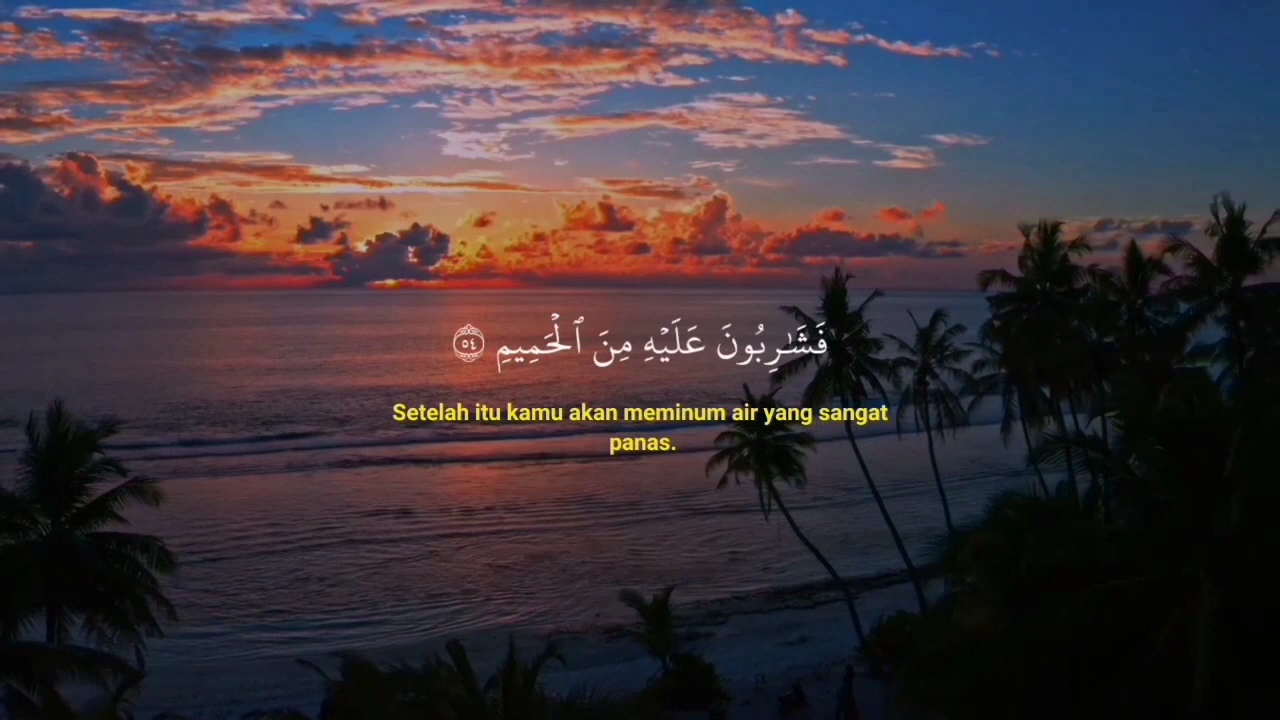 فَشَٰرِبُونَ عَلَيْهِ مِنَ ٱلْحَمِيمِ ٥٤
Setelah itu kamu akan meminum air yang sangat
panas.